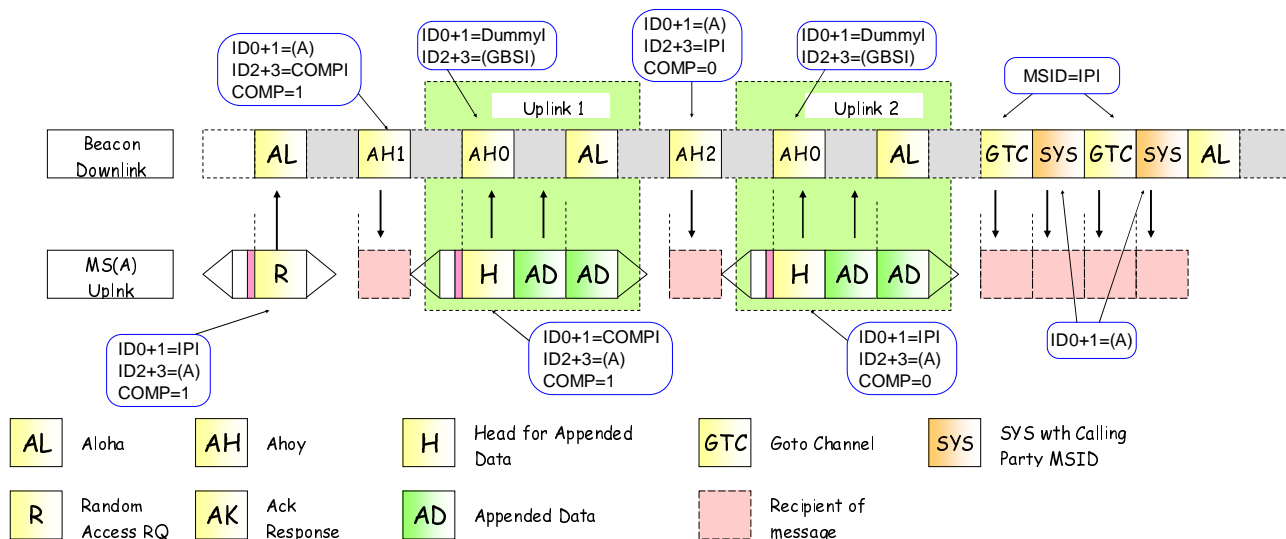 ID0+1=(A)
ID2+3=COMPI
COMP=1
ID0+1=DummyI
ID2+3=(GBSI)
ID0+1=(A)
ID2+3=IPI
COMP=0
ID0+1=DummyI
ID2+3=(GBSI)
MSID=IPI
Uplink 1
Uplink 2
Beacon
Downlink
AL
AH1
AH0
AL
AH2
AH0
AL
GTC
SYS
GTC
SYS
AL
MS(A)
Uplnk
R
H
AD
AD
H
AD
AD
ID0+1=IPI
ID2+3=(A)
COMP=1
ID0+1=COMPI
ID2+3=(A)
COMP=1
ID0+1=IPI
ID2+3=(A)
COMP=0
ID0+1=(A)
AL
Aloha
AH
Ahoy
H
Head for Appended
Data
GTC
Goto Channel
SYS
SYS wth Calling
Party MSID
R
Random
Access RQ
AK
Ack
Response
AD
Appended Data
Recipient of
message